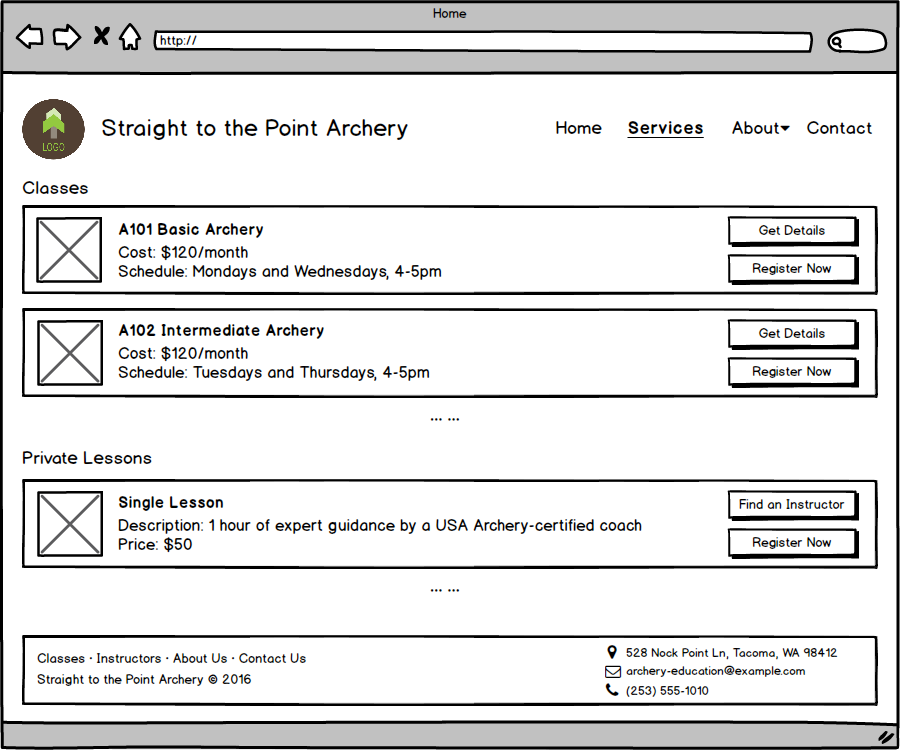 Home
http://
LOGO
Straight to the Point Archery
Home Services About Contact
Classes
A101 Basic Archery
Cost: $120/month
Schedule: Mondays and Wednesdays, 4-5pm
Get Details
Register Now
A102 Intermediate Archery
Cost: $120/month
Schedule: Tuesdays and Thursdays, 4-5pm
Get Details
Register Now
... ...
Private Lessons
Single Lesson
Description: 1 hour of expert guidance by a USA Archery-certified coach
Price: $50
Find an Instructor
Register Now
... ...
Classes · Instructors · About Us · Contact Us
Straight to the Point Archery © 2016
528 Nock Point Ln, Tacoma, WA 98412
archery-education@example.com
(253) 555-1010